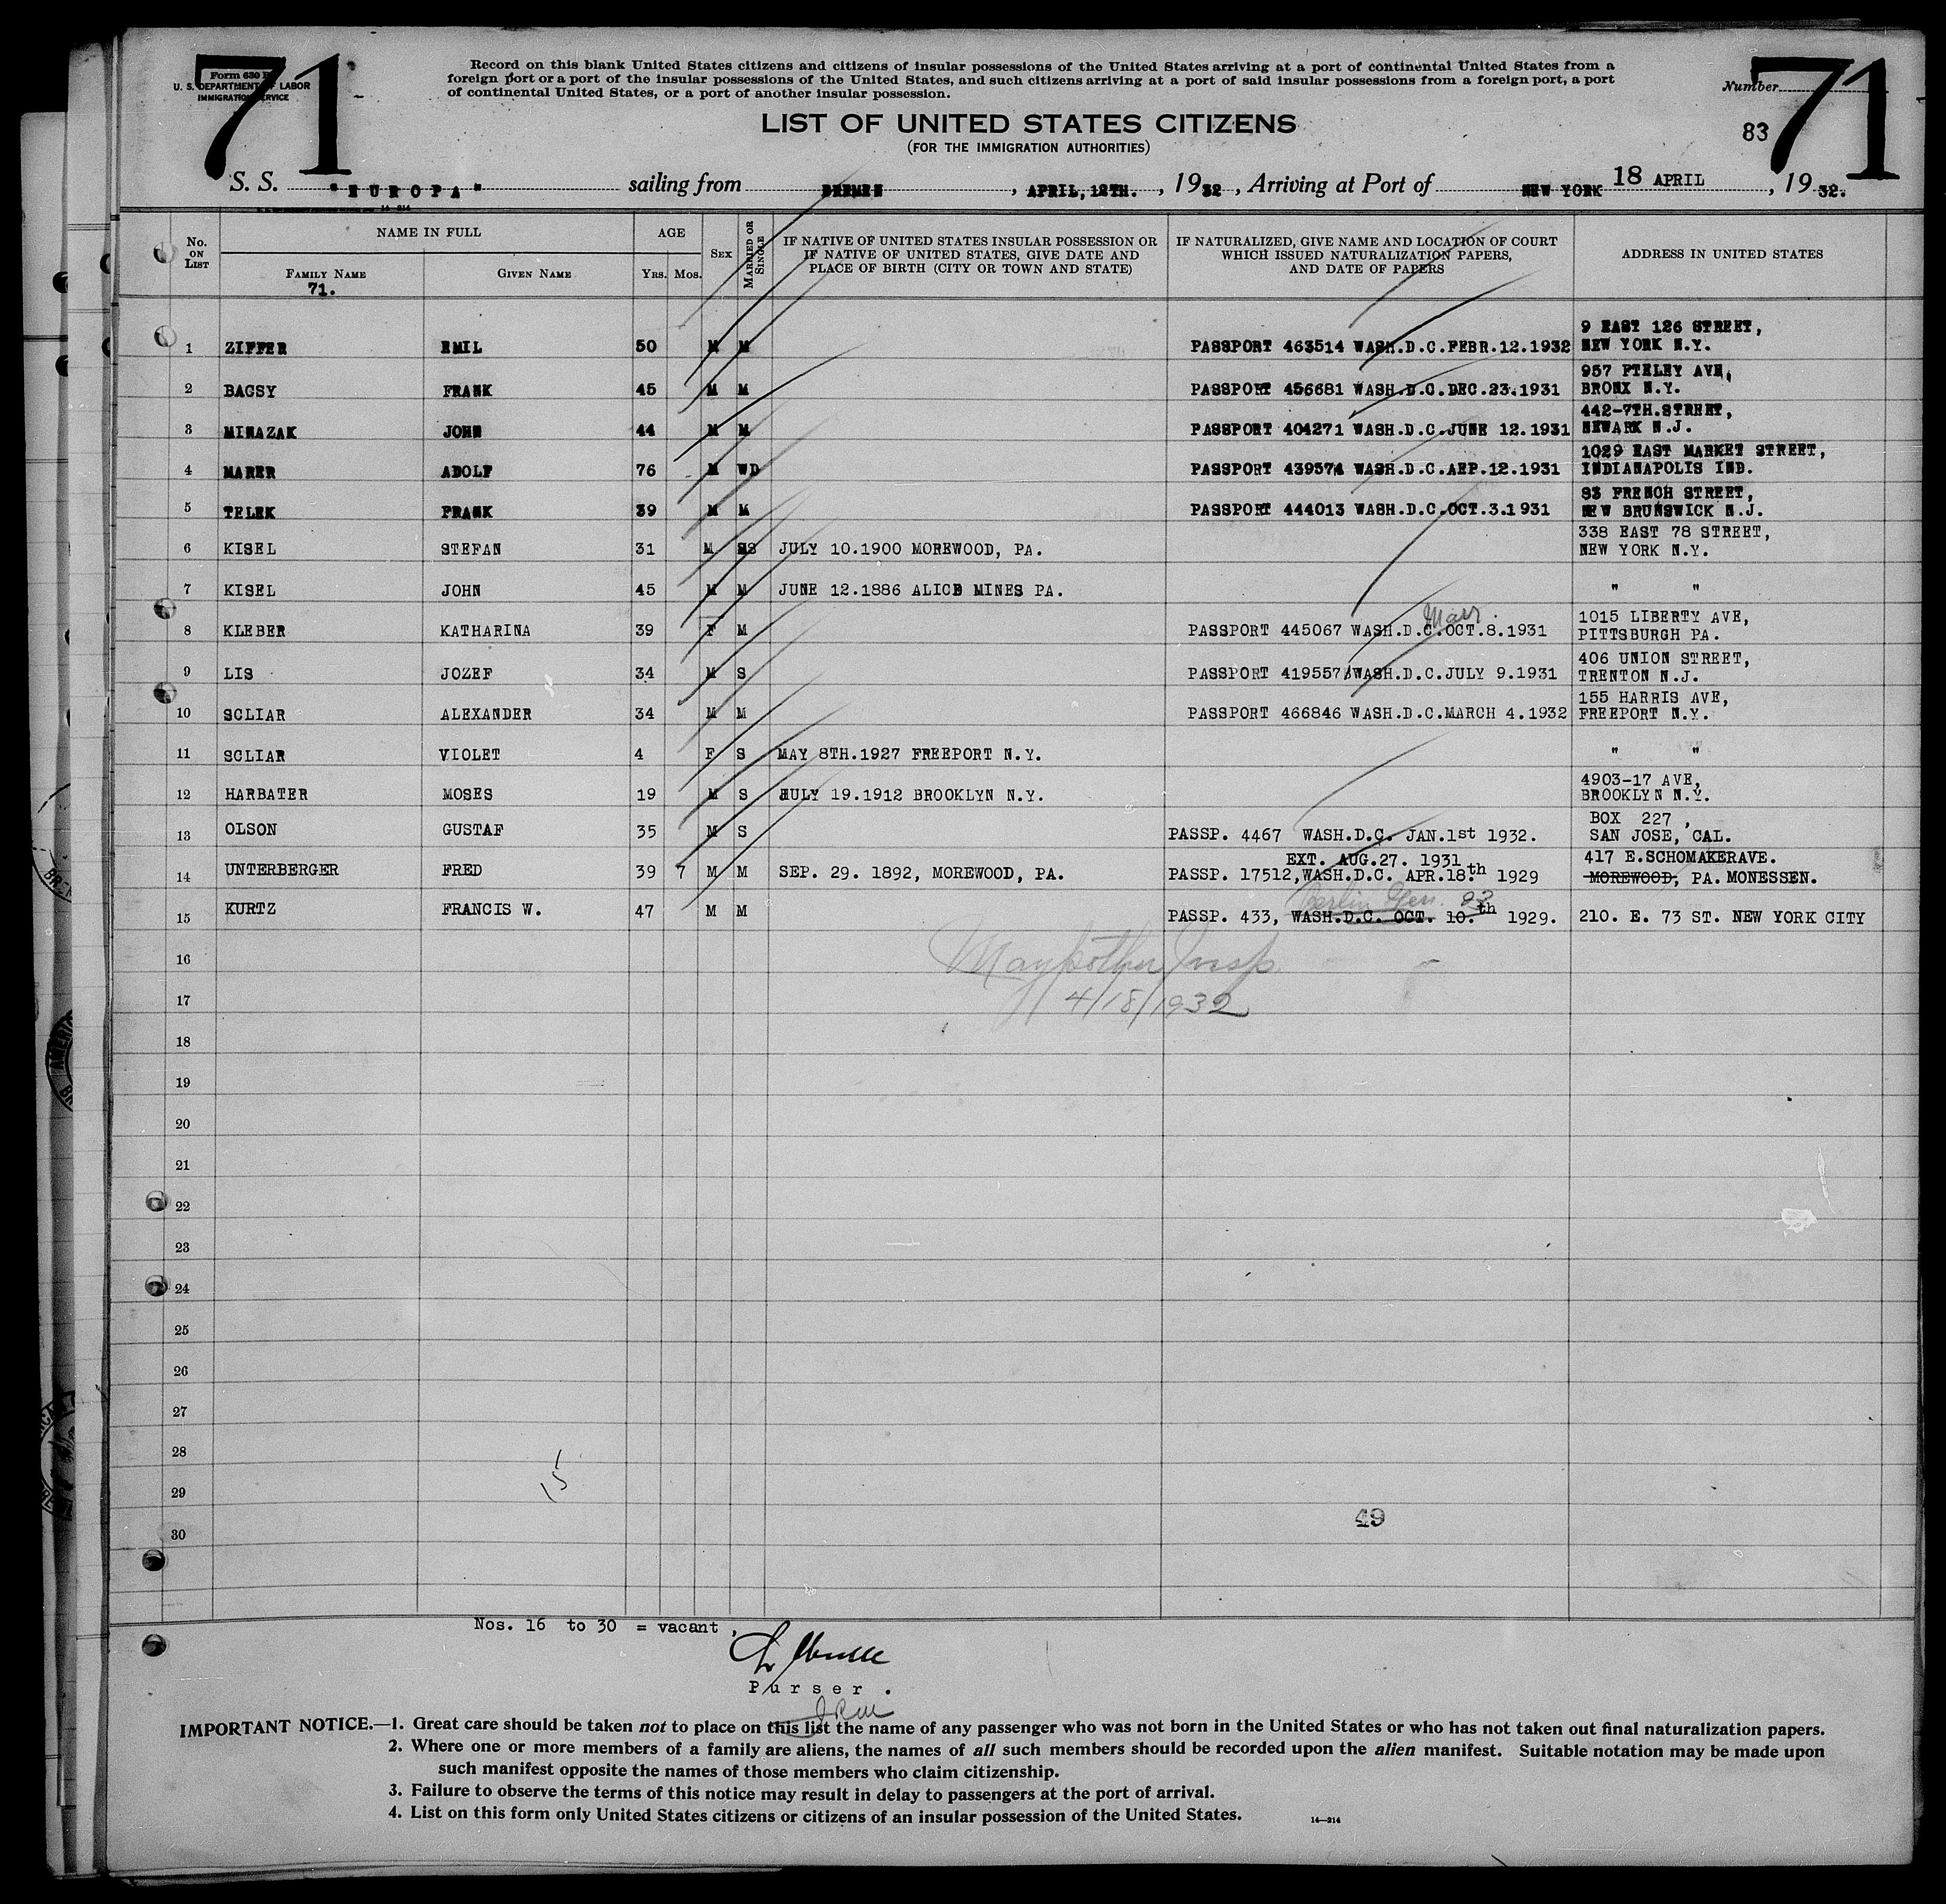 71
71
Form 630 B
U. S. DEPARTMENT OF LABOR
IMMIGRATION SERVICE
Record on this blank United States citizens and citizens of insular possessions of the United States arriving at a port of continental United States from a
foreign port or a port of the insular possessions of the United States, and such citizens arriving at a port of said insular possessions from a foreign port, a port
of continental United States, or a port of another insular possession.
Number
83
LIST OF UNITED STATES CITIZENS
(FOR THE IMMIGRATION AUTHORITIES)
S. S. "EUROPA" sailing from BREMEN, APRIL, 12TH., 1932, Arriving at Port of NEW YORK 18 APRIL, 1932.
No. ON LIST NAME IN FULL AGE SEX MARRIED OR SINGLE IF NATIVE OF UNITED STATES INSULAR POSSESSION OR IF NATIVE OF UNITED STATES, GIVE DATE AND PLACE OF BIRTH (CITY OR TOWN AND STATE) IF NATURALIZED, GIVE NAME AND LOCATION OF COURT WHICH ISSUED NATURALIZATION PAPERS, AND DATE OF PAPERS ADDRESS IN UNITED STATES
FAMILY NAME GIVEN NAME YRS. MOS.
71.
1 ZIFFER EMIL 50 M M PASSPORT 463514 WASH.D.C.FEBR.12.1932 9 EAST 126 STREET, NEW YORK N.Y.
2 BAGSY FRANK 45 M M PASSPORT 456681 WASH.D.C.DEC.23.1931 957 FTELEY AVE, BRONX N.Y.
3 MINAZAK JOHN 44 M M PASSPORT 404271 WASH.D.C.JUNE 12.1931 442-7TH.STREET, NEWARK N.J.
4 MARER ADOLF 76 M WD PASSPORT 439574 WASH.D.C.AEP.12.1931 1029 EAST MARKET STREET, INDIANAPOLIS IND.
5 TELEK FRANK 39 M M PASSPORT 444013 WASH.D.C.OCT.3.1931 83 FRENCH STREET, NEW BRUNSWICK N.J.
6 KISEL STEFAN 31 M S JULY 10.1900 MOREWOOD, PA. 338 EAST 78 STREET, NEW YORK N.Y.
7 KISEL JOHN 45 M M JUNE 12.1886 ALICE MINES PA. " "
8 KLEBER KATHARINA 39 F M PASSPORT 445067 WASH.D.C.OCT.8.1931 Marr. 1015 LIBERTY AVE, PITTSBURGH PA.
9 LIS JOZEF 34 M S PASSPORT 419557 WASH.D.C.JULY 9.1931 406 UNION STREET, TRENTON N.J.
10 SCLIAR ALEXANDER 34 M M PASSPORT 466846 WASH.D.C.MARCH 4.1932 155 HARRIS AVE, FREEPORT N.Y.
11 SCLIAR VIOLET 4 F S MAY 8TH.1927 FREEPORT N.Y. " "
12 HARBATER MOSES 19 M S JULY 19.1912 BROOKLYN N.Y. 4903-17 AVE, BROOKLYN N.Y.
13 OLSON GUSTAF 35 M S PASSP. 4467 WASH.D.C. JAN.1st 1932. BOX 227, SAN JOSE, CAL.
14 UNTERBERGER FRED 39 7 M M SEP. 29. 1892, MOREWOOD, PA. EXT. AUG.27. 1931 PASSP. 17512, WASH.D.C. APR.18.th 1929 417 E.SCHOMAKERAVE. MOREWOOD, PA. MONESSEN.
15 KURTZ FRANCIS W. 47 M M PASSP. 433, WASH.D.C. OCT. 10.th 1929. Berlin Ger. 23 210. E. 73 ST. NEW YORK CITY
16
17
4/18/1932
18
19
20
21
22
23
24
25
26
27
28
29
15
49
30
Nos. 16 to 30 = vacant,
Purser.
IMPORTANT NOTICE.—1. Great care should be taken not to place on this list the name of any passenger who was not born in the United States or who has not taken out final naturalization papers.
2. Where one or more members of a family are aliens, the names of all such members should be recorded upon the alien manifest. Suitable notation may be made upon
such manifest opposite the names of those members who claim citizenship.
3. Failure to observe the terms of this notice may result in delay to passengers at the port of arrival.
4. List on this form only United States citizens or citizens of an insular possession of the United States.
14—214